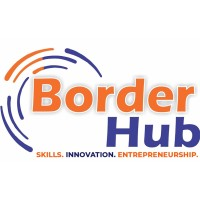 Border
Hub
SKILLS. INNOVATION. ENTREPRENEURSHIP.